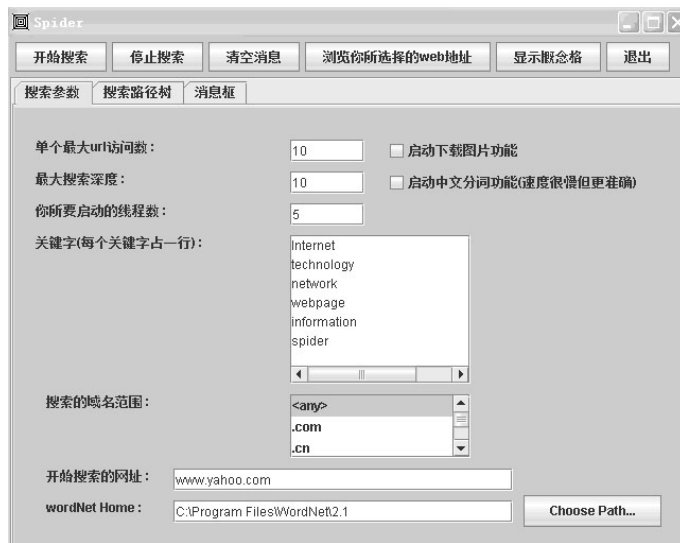 Spider
开始搜索 停止搜索 清空消息 浏览你所选择的web地址 显示概念格 退出
搜索参数 搜索路径树 消息框
单个最大url访问数： 10 启动下载图片功能
最大搜索深度： 10 启动中文分词功能(速度很慢但更准确)
你所要启动的线程数： 5
关键字(每个关键字占一行)： Internet
technology
network
webpage
information
spider
搜索的域名范围： <any>
.com
.cn
开始搜索的网址： www.yahoo.com
wordNet Home： C:\Program Files\WordNet\2.1 Choose Path...